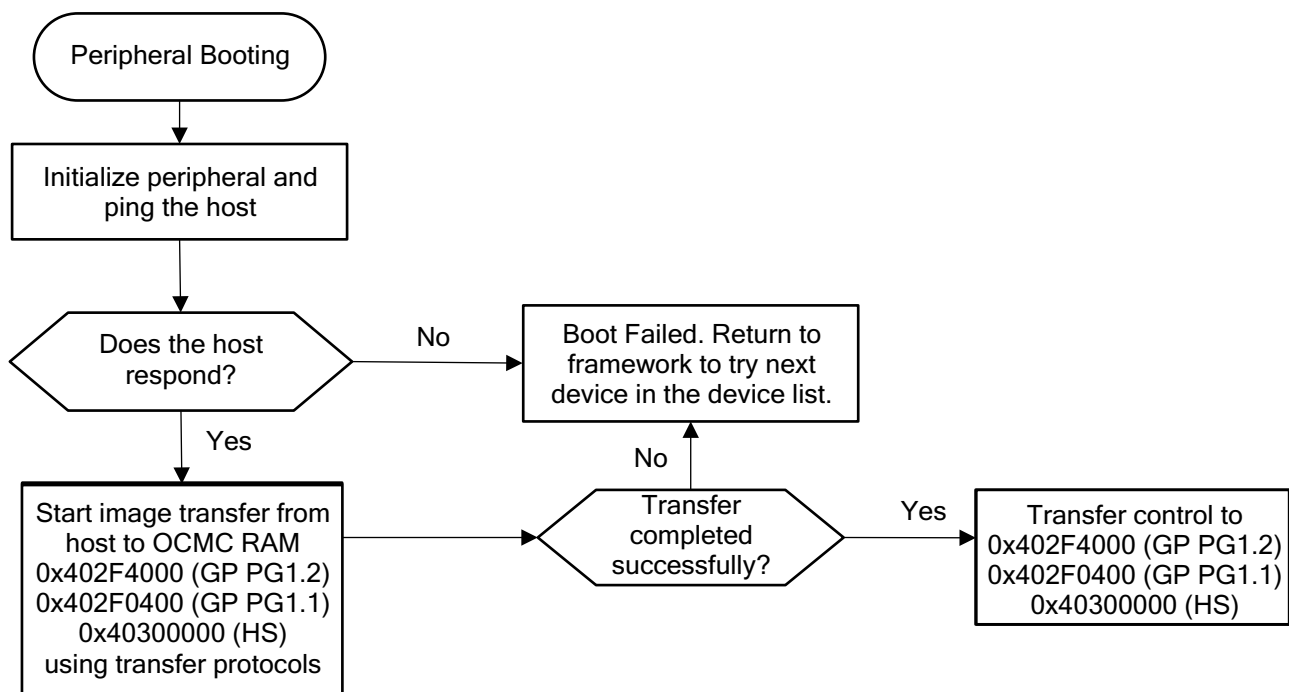 Peripheral Booting
Initialize peripheral and
ping the host
Does the host
respond?
No
Boot Failed. Return to
framework to try next
device in the device list.
Yes
No
Start image transfer from
host to OCMC RAM
0x402F4000 (GP PG1.2)
0x402F0400 (GP PG1.1)
0x40300000 (HS)
using transfer protocols
Transfer
completed
successfully?
Yes
Transfer control to
0x402F4000 (GP PG1.2)
0x402F0400 (GP PG1.1)
0x40300000 (HS)